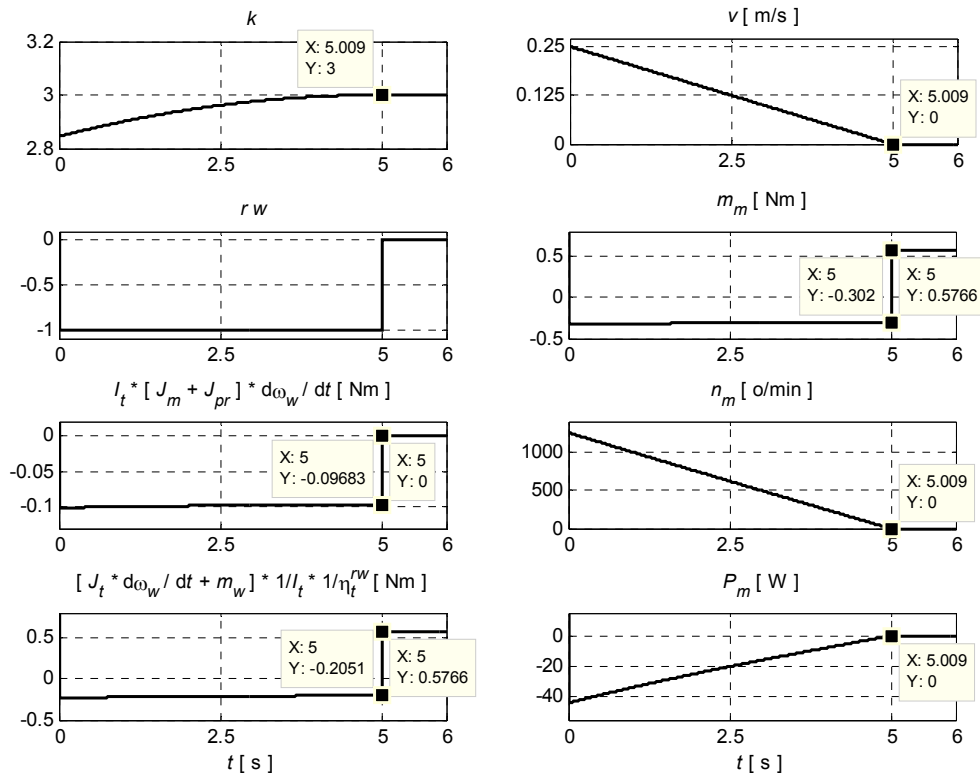 k
3.2
3
2.8
0
2.5
5
6
X: 5.009
Y: 3
v [ m/s ]
0.25
0.125
0
0
2.5
5
6
X: 5.009
Y: 0
r w
0
-0.5
-1
0
2.5
5
6
m_m [ Nm ]
0.5
0
-0.5
0
2.5
5
6
X: 5
Y: -0.302
X: 5
Y: 0.5766
I_t * [ J_m + J_pr ] * dω_w / dt [ Nm ]
0
-0.05
-0.1
0
2.5
5
6
X: 5
Y: -0.09683
X: 5
Y: 0
n_m [ o/min ]
1000
500
0
0
2.5
5
6
X: 5.009
Y: 0
[ J_t * dω_w / dt + m_w ] * 1/I_t * 1/η_t^rw [ Nm ]
0.5
0
-0.5
0
2.5
5
6
X: 5
Y: -0.2051
X: 5
Y: 0.5766
t [ s ]
P_m [ W ]
0
-20
-40
0
2.5
5
6
X: 5.009
Y: 0
t [ s ]